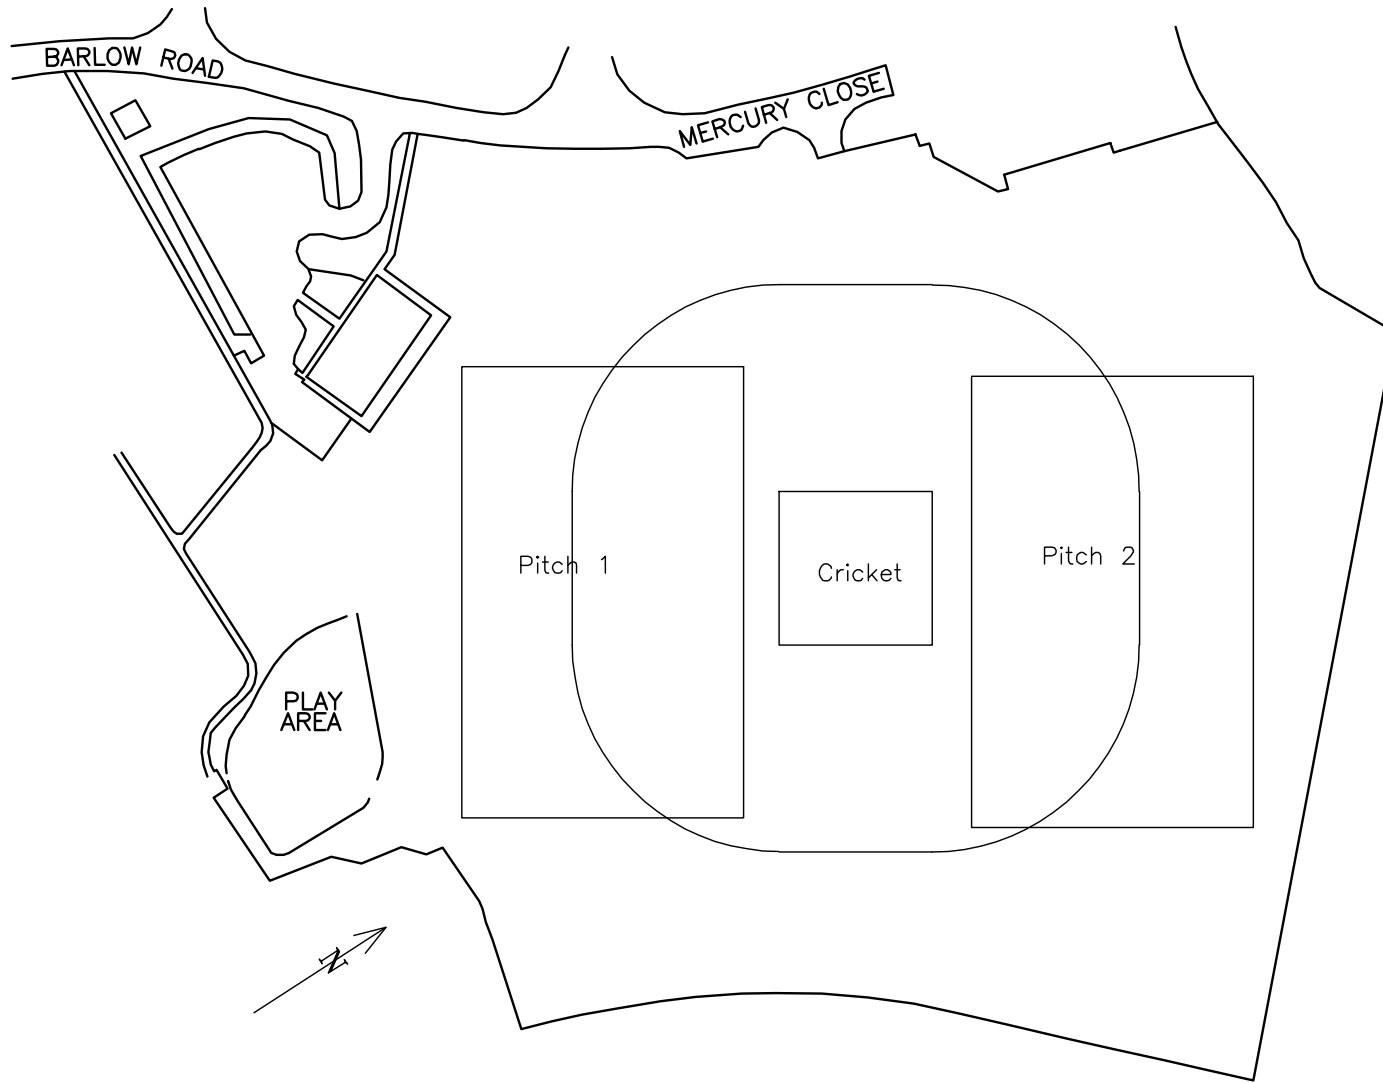 BARLOW ROAD
MERCURY CLOSE
Pitch 1
Cricket
Pitch 2
PLAY
AREA
N